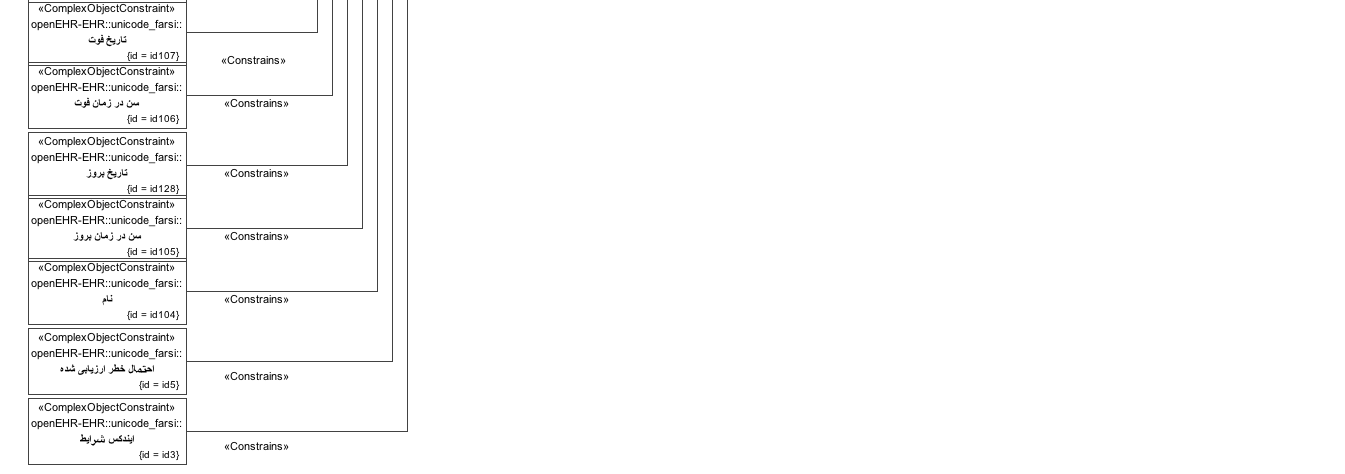 «ComplexObjectConstraint»
openEHR-EHR::unicode_farsi::
تاریخ فوت
{id = id107}
«Constrains»
«ComplexObjectConstraint»
openEHR-EHR::unicode_farsi::
سن در زمان فوت
{id = id106}
«Constrains»
«ComplexObjectConstraint»
openEHR-EHR::unicode_farsi::
تاریخ بروز
{id = id128}
«Constrains»
«ComplexObjectConstraint»
openEHR-EHR::unicode_farsi::
سن در زمان بروز
{id = id105}
«Constrains»
«ComplexObjectConstraint»
openEHR-EHR::unicode_farsi::
نام
{id = id104}
«Constrains»
«ComplexObjectConstraint»
openEHR-EHR::unicode_farsi::
احتمال خطر ارزیابی شده
{id = id5}
«Constrains»
«ComplexObjectConstraint»
openEHR-EHR::unicode_farsi::
ایندکس شرایط
{id = id3}
«Constrains»